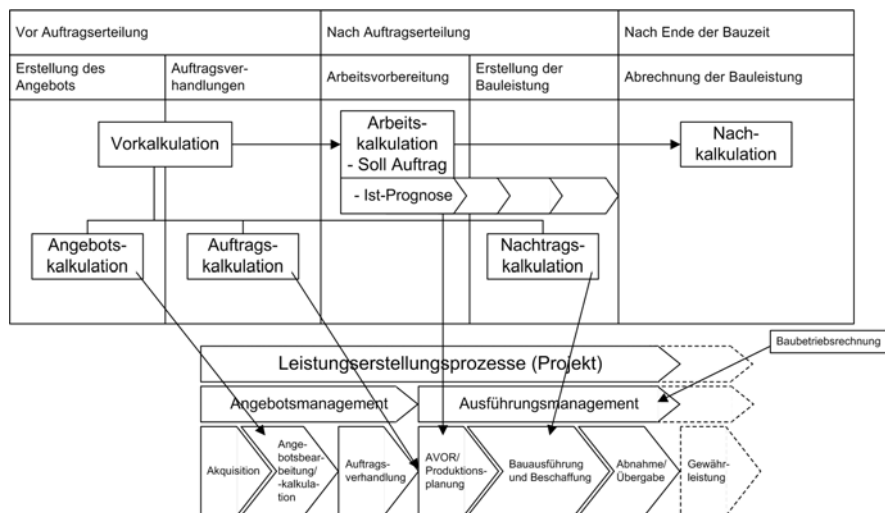 Vor Auftragserteilung
Nach Auftragserteilung
Nach Ende der Bauzeit
Erstellung des
Angebots
Auftragsver-
handlungen
Arbeitsvorbereitung
Erstellung der
Bauleistung
Abrechnung der Bauleistung
Vorkalkulation
Arbeits-
kalkulation
- Soll Auftrag
- Ist-Prognose
Nach-
kalkulation
Angebots-
kalkulation
Auftrags-
kalkulation
Nachtrags-
kalkulation
Baubetriebsrechnung
Leistungserstellungsprozesse (Projekt)
Angebotsmanagement
Ausführungsmanagement
Akquisition
Ange-
botsbear-
beitung/
-kalkula-
tion
Auftrags-
verhandlung
AVOR/
Produktions-
planung
Bauausführung
und Beschaffung
Abnahme/
Übergabe
Gewähr-
leistung